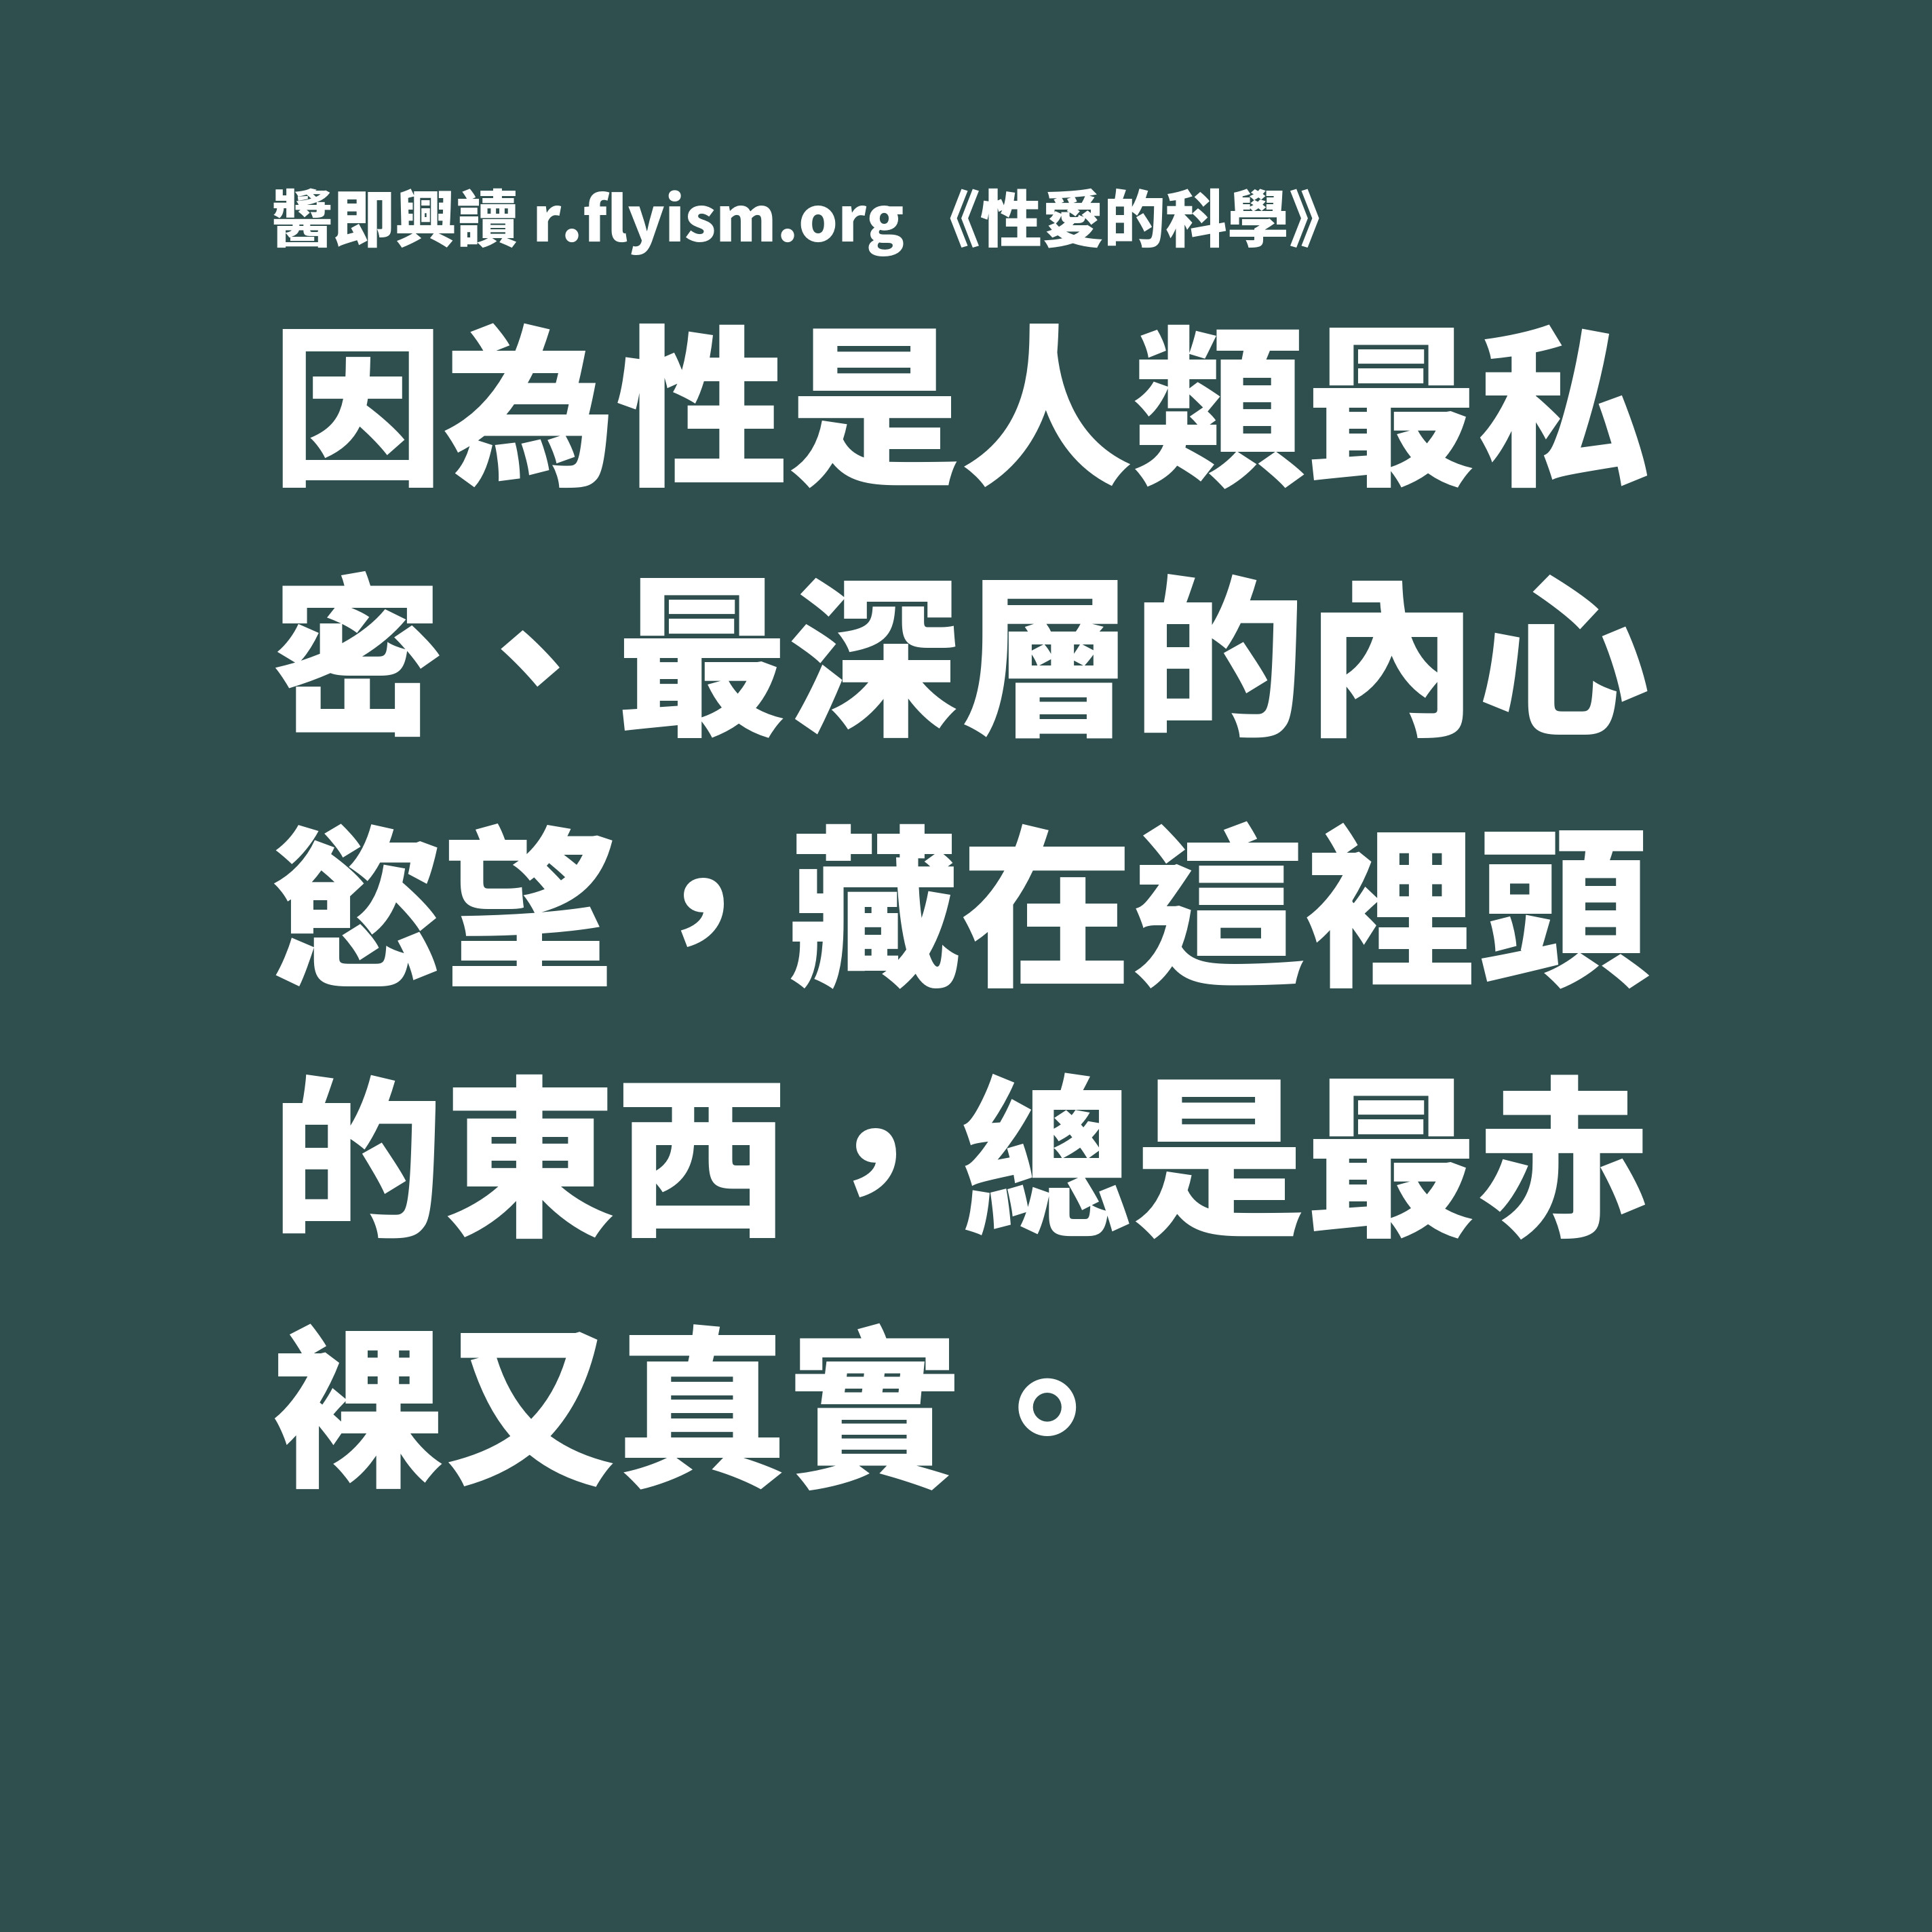 翳即與讀 r.flyism.org 《性愛的科學》
因為性是人類最私
密、最深層的內心
慾望，藏在這裡頭
的東西，總是最赤
裸又真實。